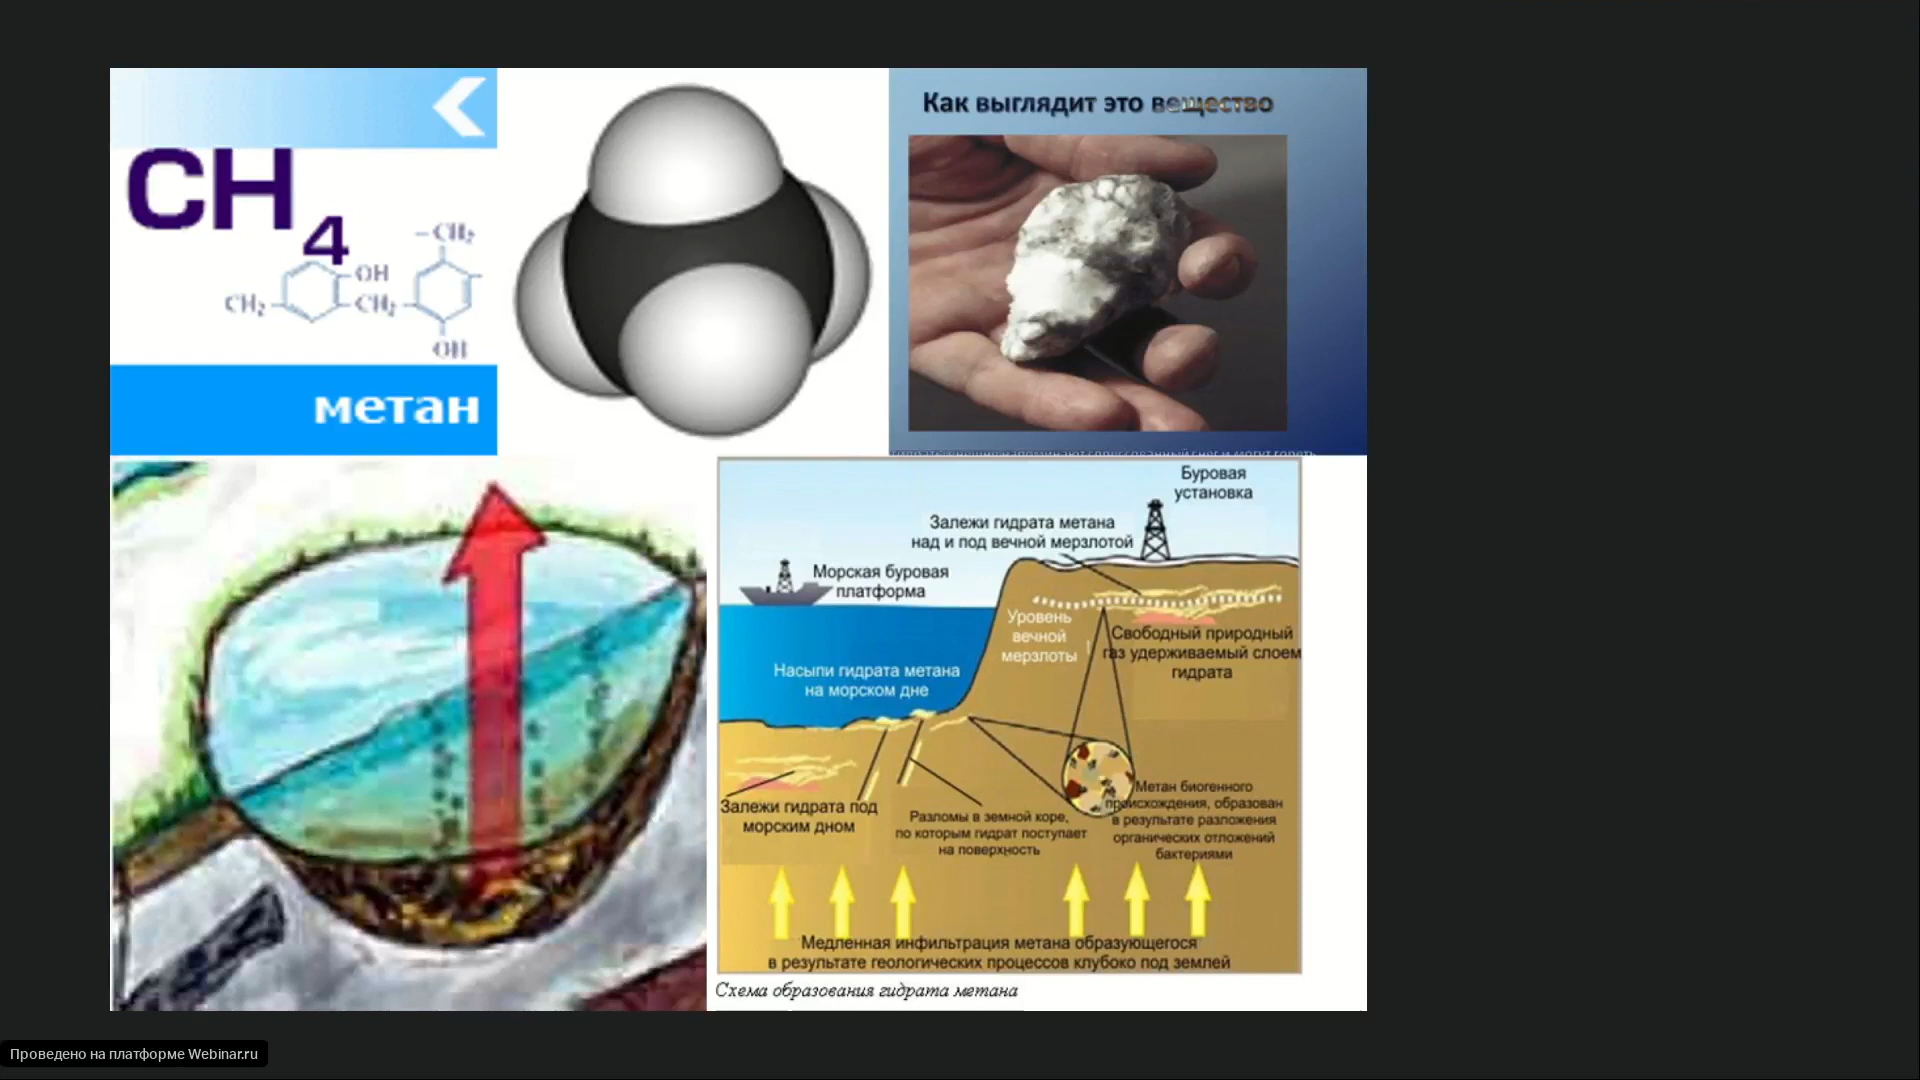 CH4
–CH2
OH
CH2
CH2
OH
метан
Как выглядит это вещество
Буровая
установка
Залежи гидрата метана
над и под вечной мерзлотой
Морская буровая
платформа
Уровень
вечной
мерзлоты
Свободный природный
газ удерживаемый слоем
гидрата
Насыпи гидрата метана
на морском дне
Залежи гидрата под
морским дном
Разломы в земной коре,
по которым гидрат поступает
на поверхность
Метан биогенного
происхождения, образован
в результате разложения
органических отложений
бактериями
Медленная инфильтрация метана образующегося
в результате геологических процессов клубоко под землей
Схема образования гидрата метана
Проведено на платформе Webinar.ru